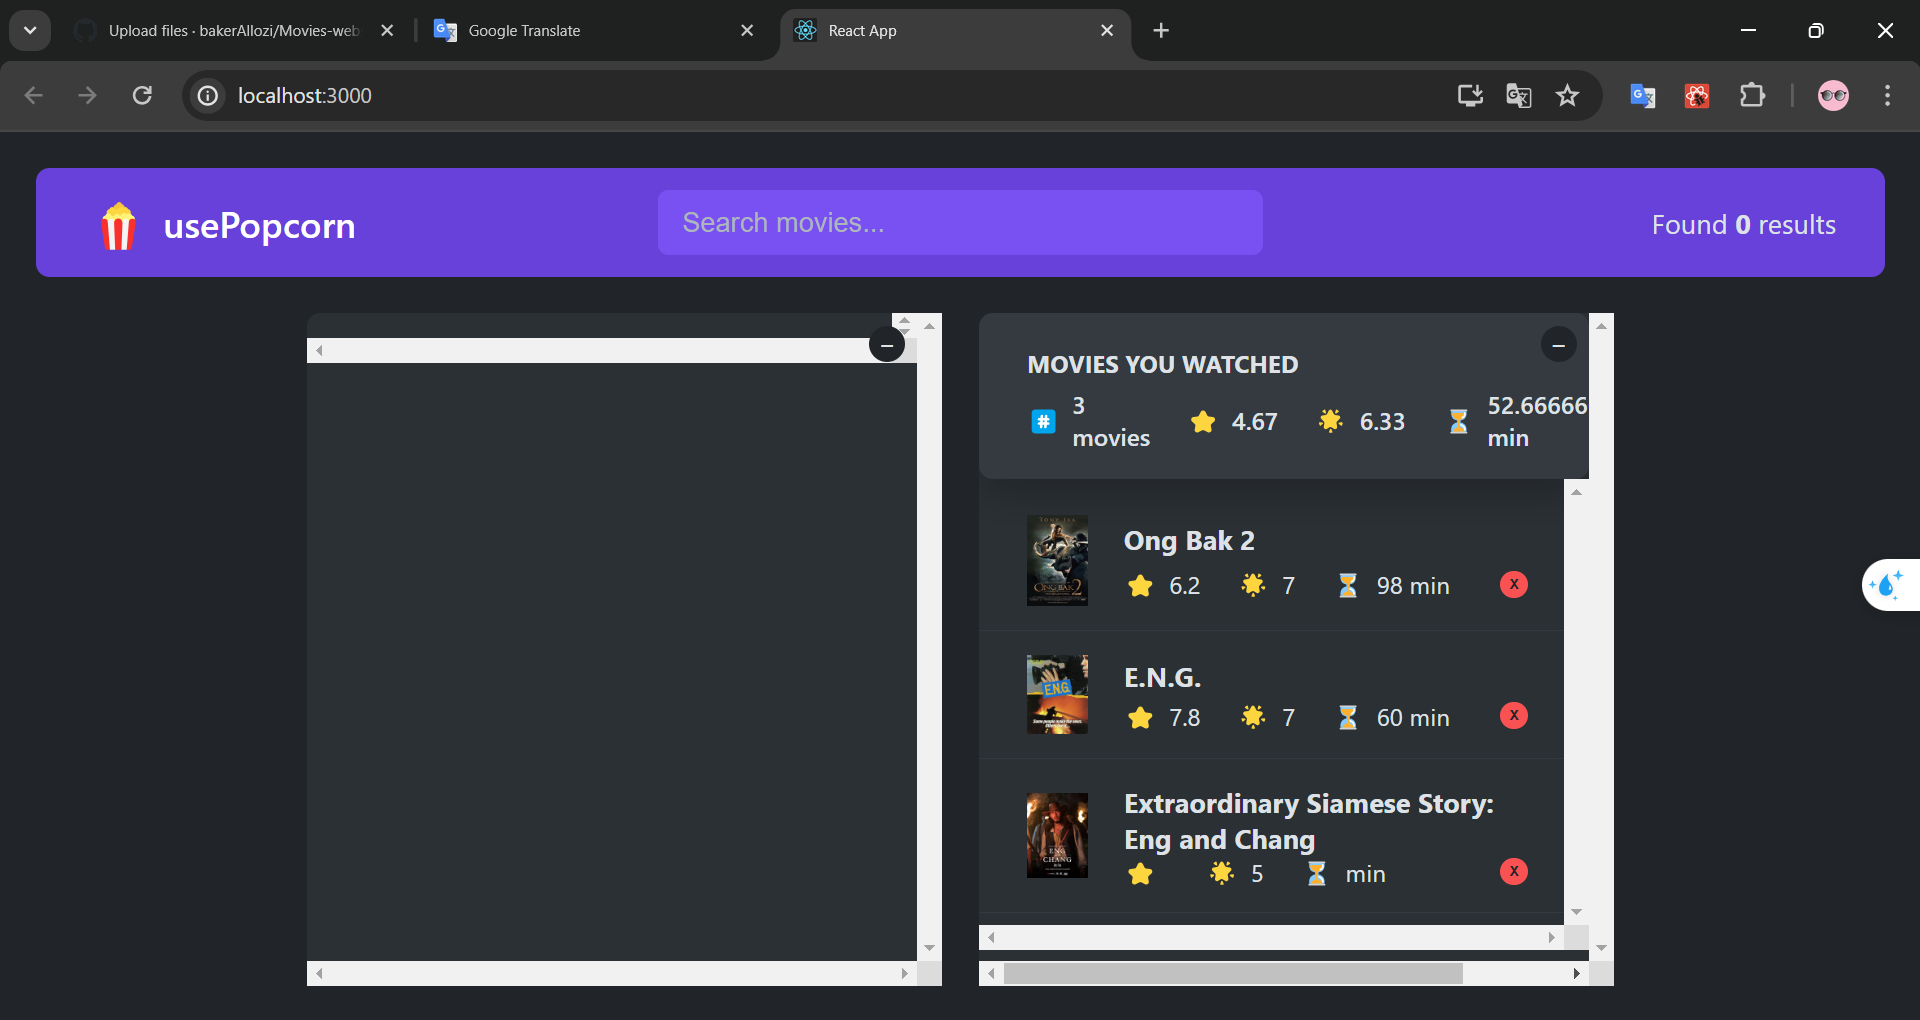 Upload files · bakerAllozi/Movies-web
Google Translate
React App
localhost:3000
usePopcorn
Search movies...
Found 0 results
MOVIES YOU WATCHED
# 3 movies
4.67
6.33
52.66666 min
Ong Bak 2
6.2 7 98 min X
E.N.G.
7.8 7 60 min X
Extraordinary Siamese Story:
Eng and Chang
5 min X